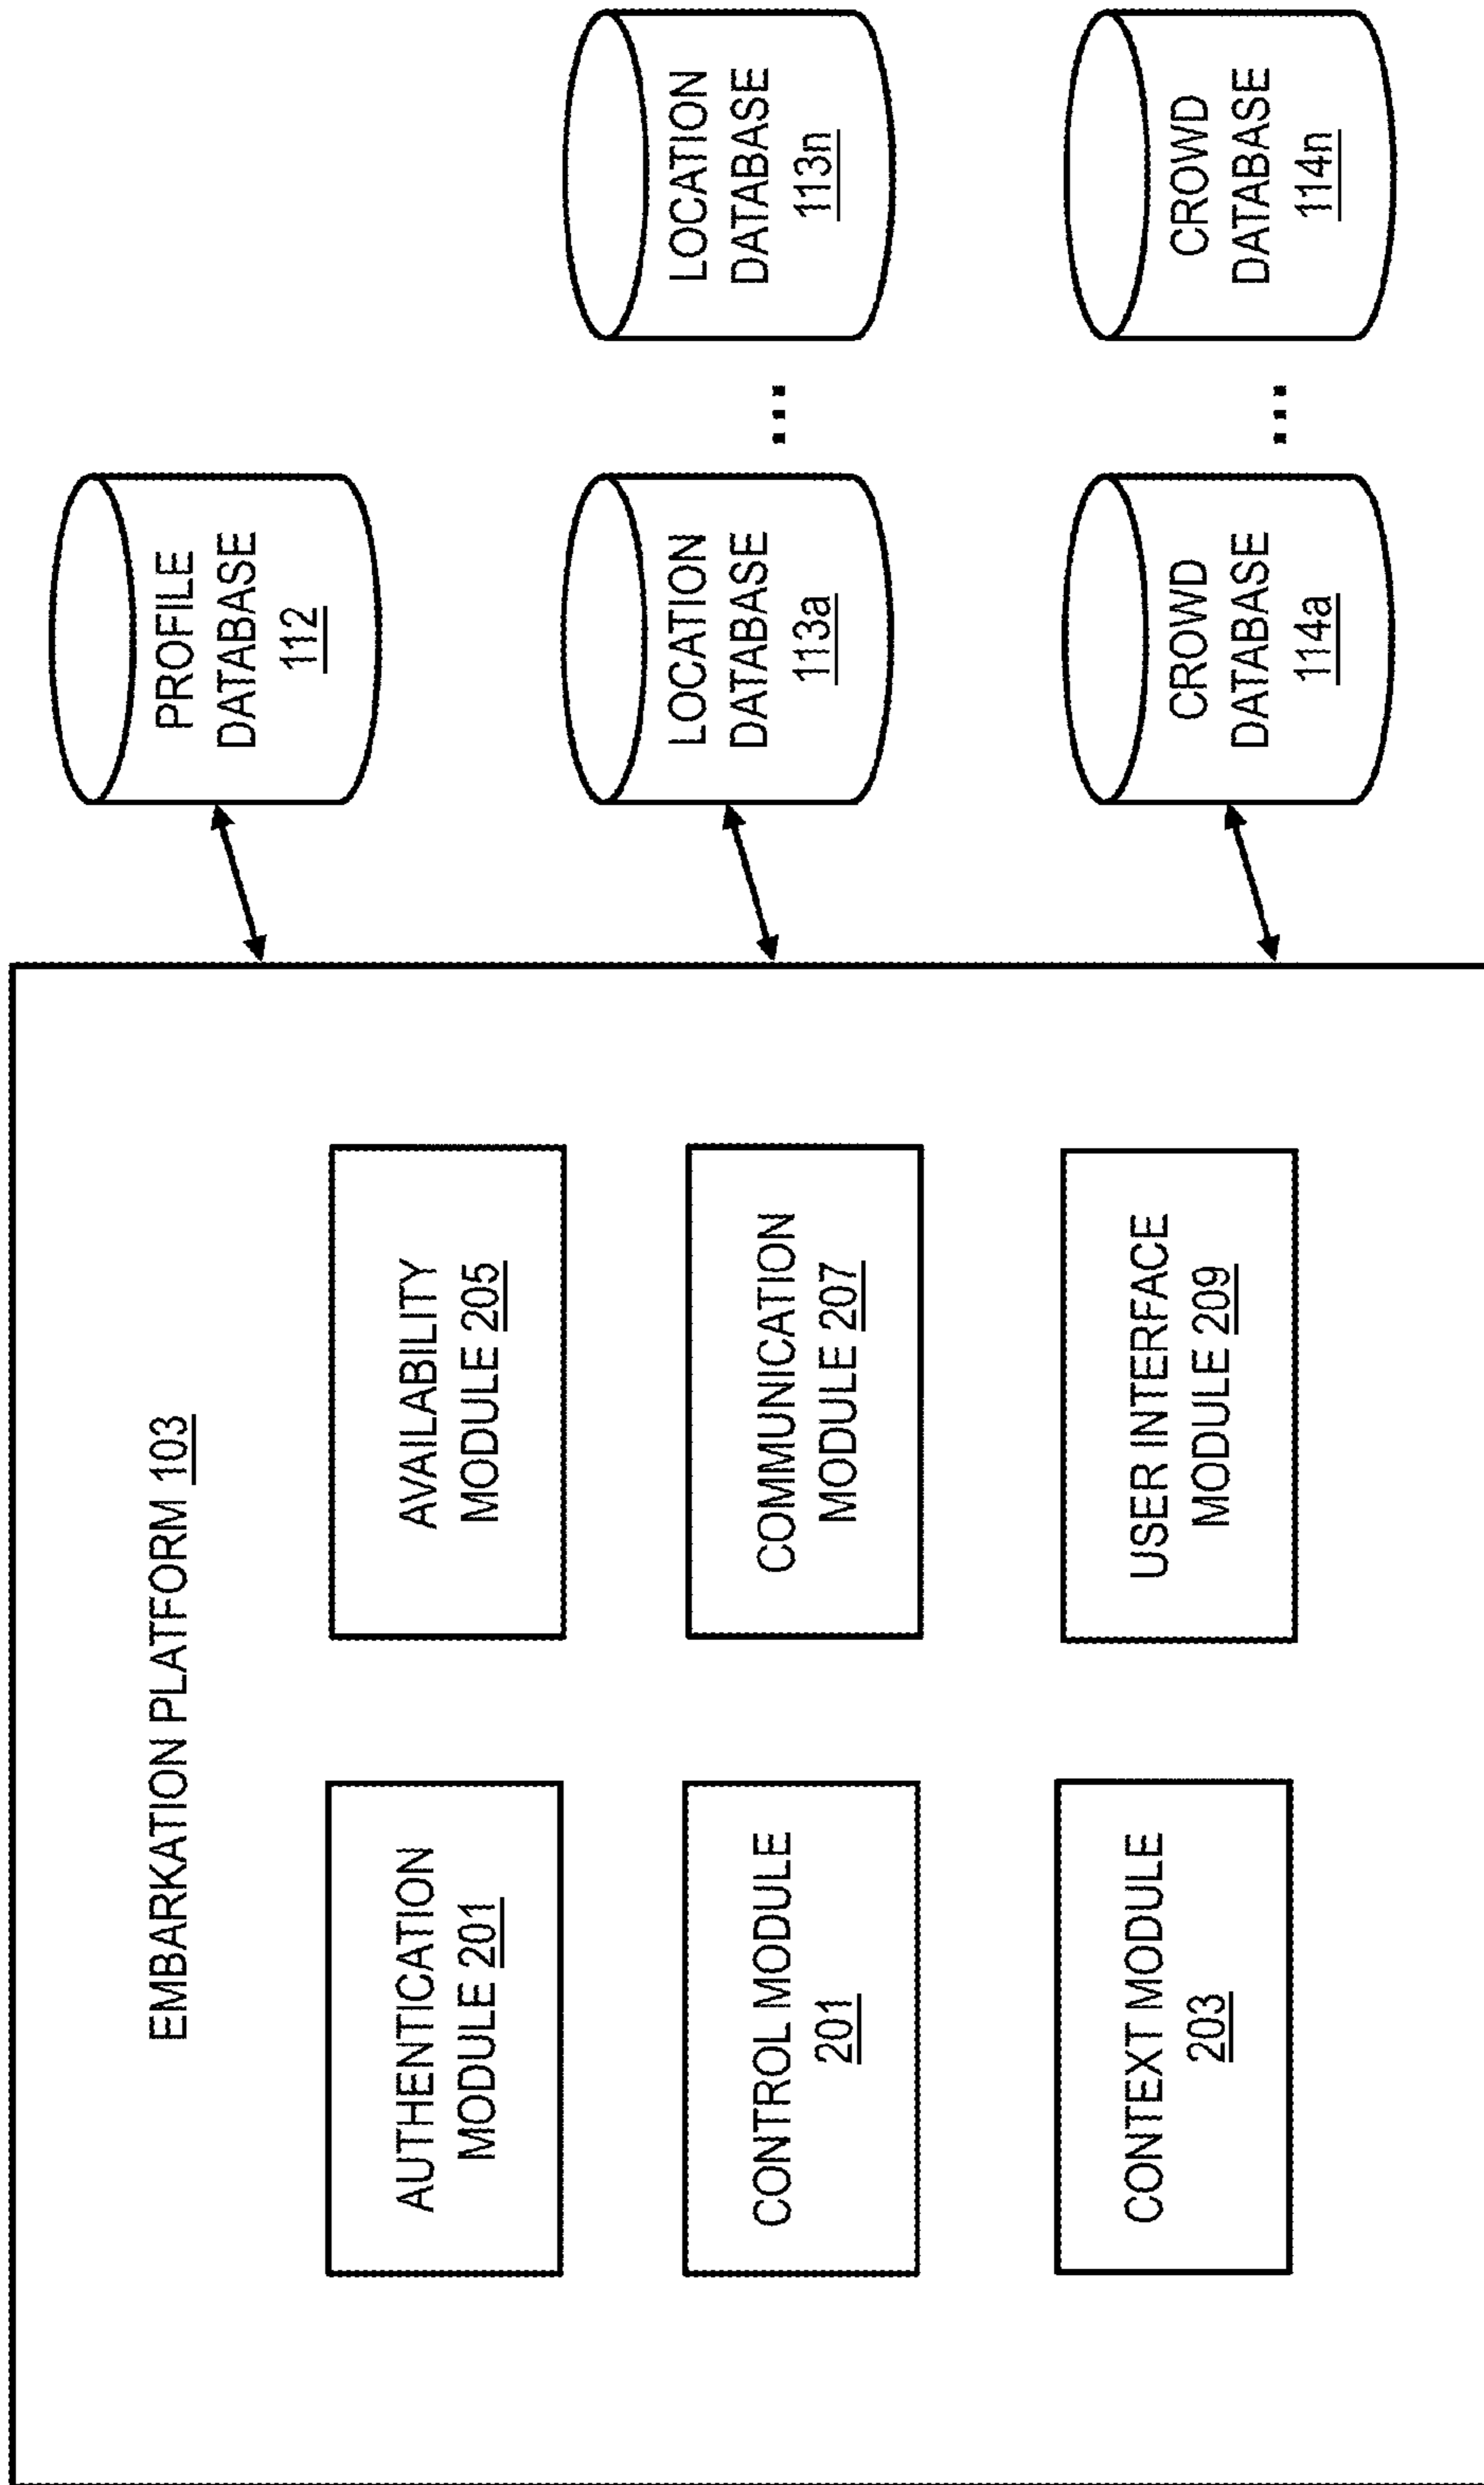 EMBARKATION PLATFORM 103
AUTHENTICATION
MODULE 201
AVAILABILITY
MODULE 205
CONTROL MODULE
201
COMMUNICATION
MODULE 207
CONTEXT MODULE
203
USER INTERFACE
MODULE 209
PROFILE
DATABASE
112
LOCATION
DATABASE
113a
...
LOCATION
DATABASE
113n
CROWD
DATABASE
114a
...
CROWD
DATABASE
114n